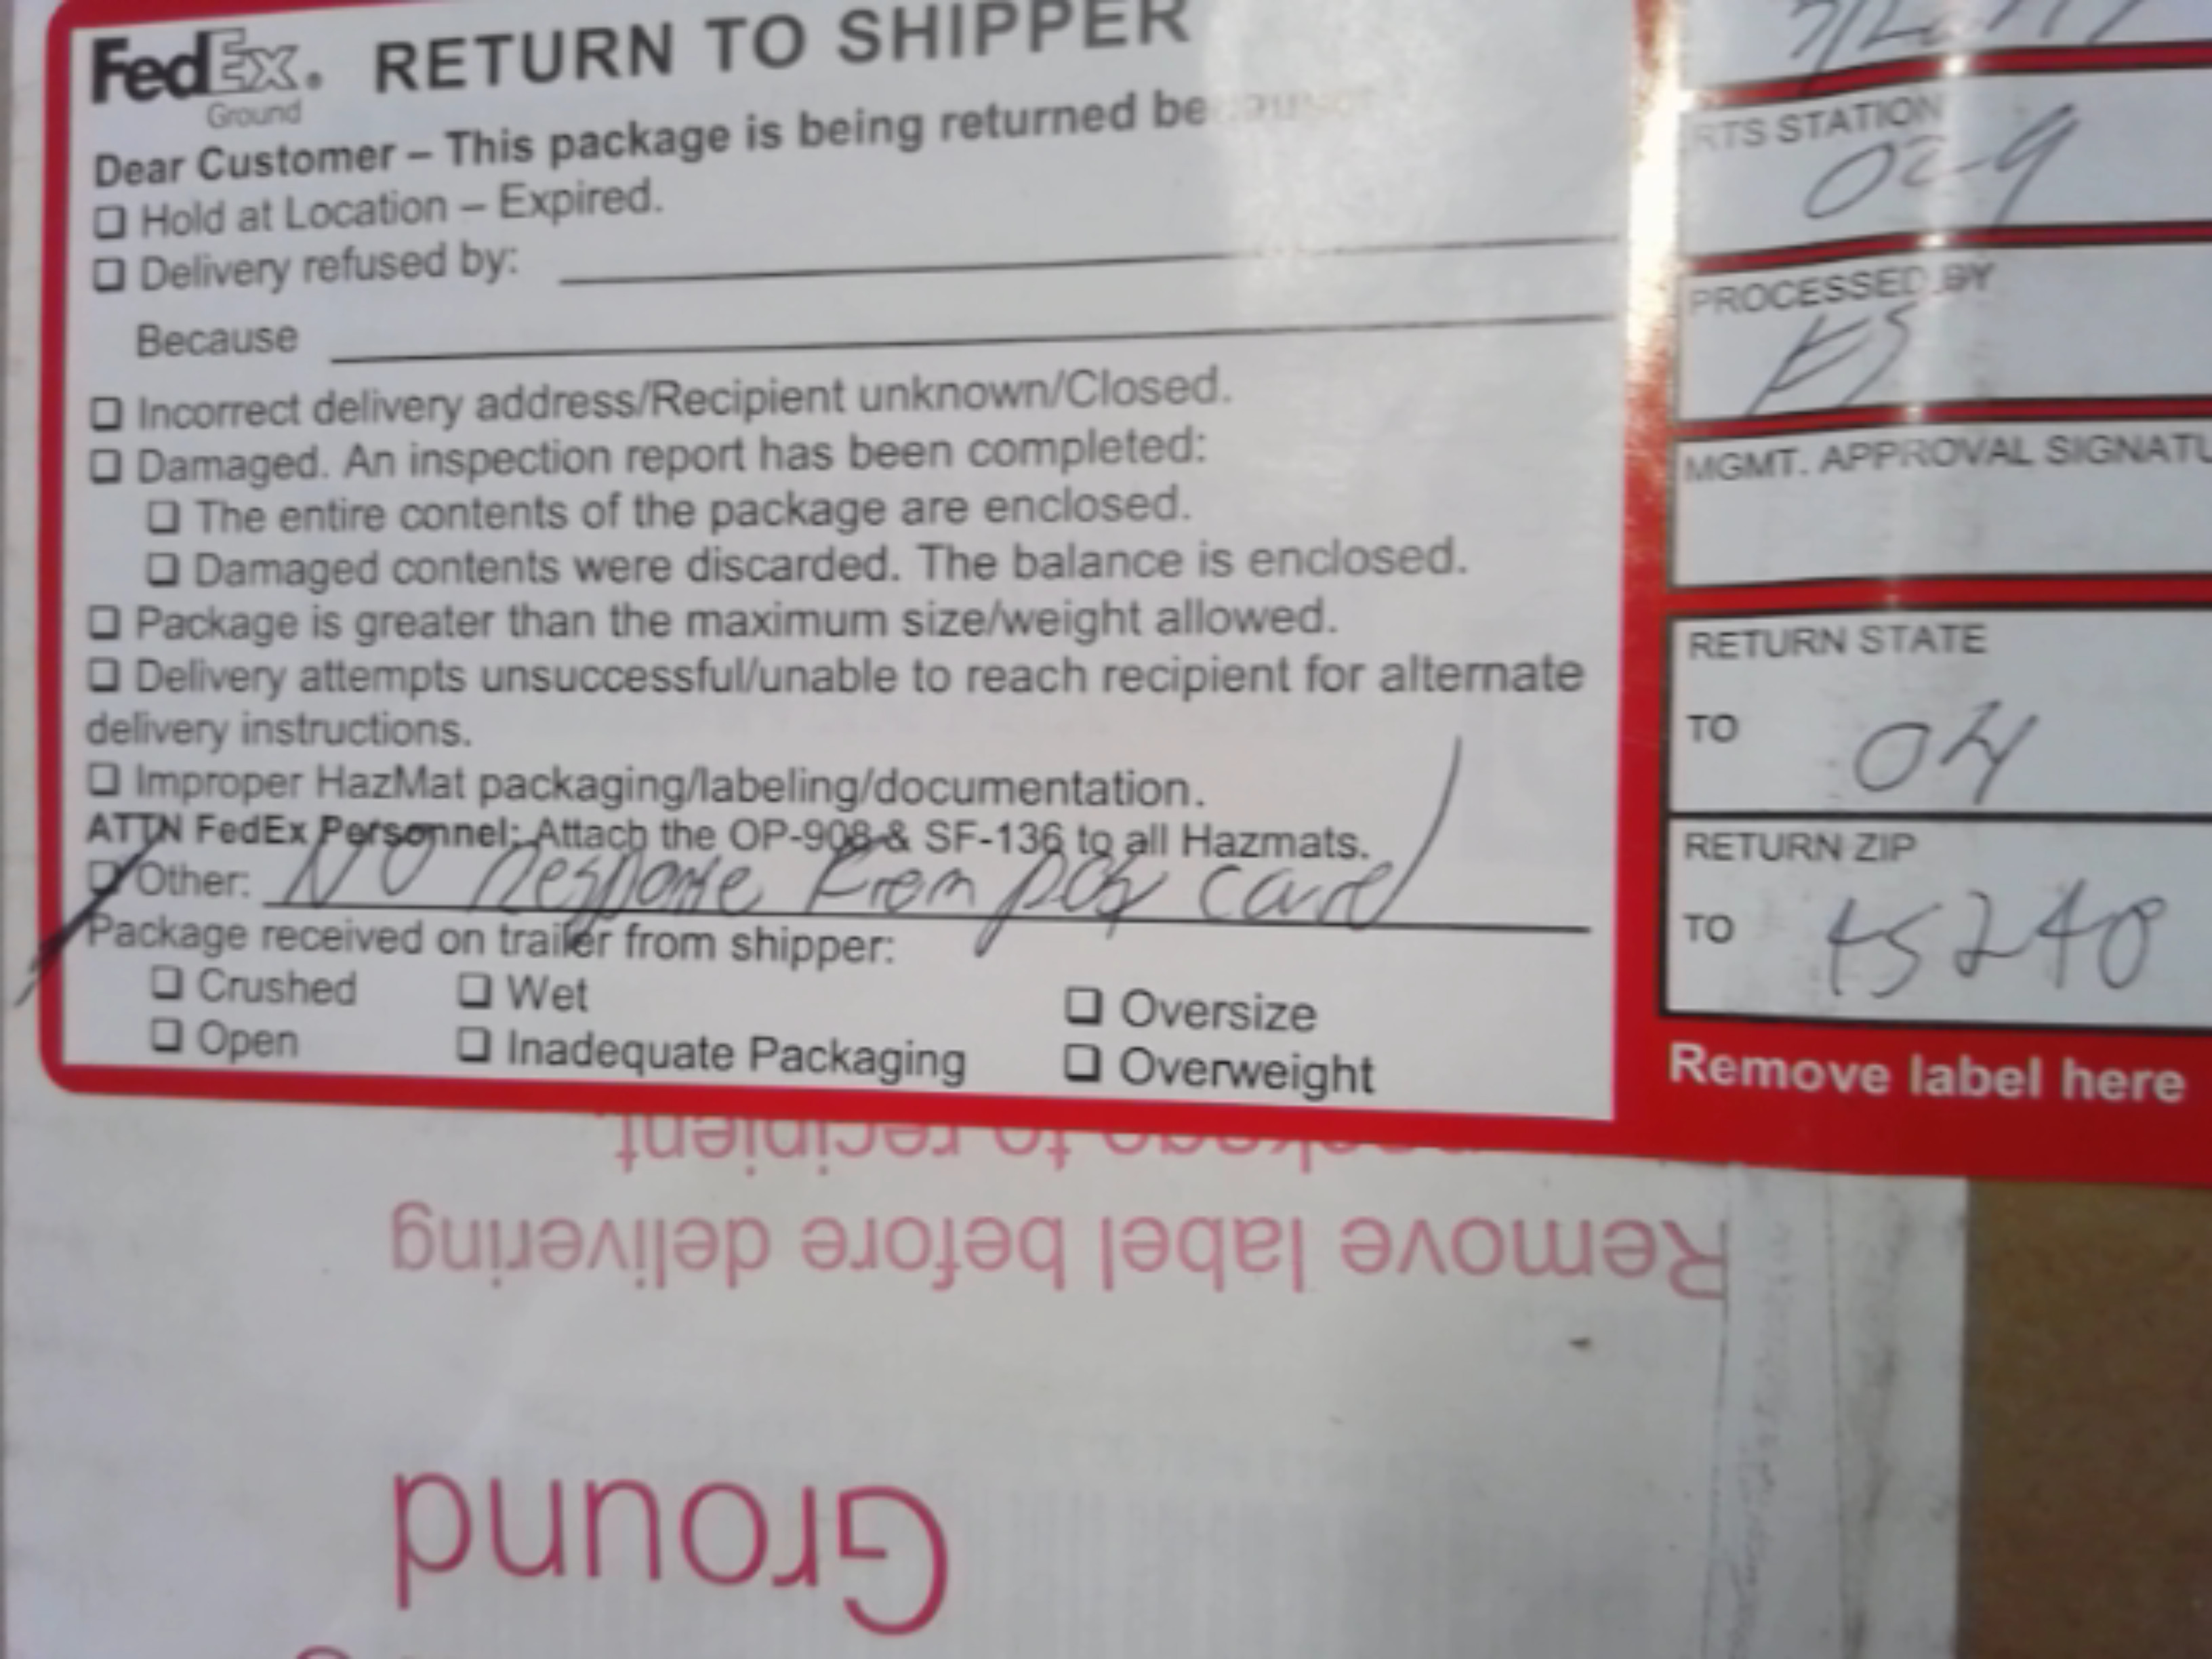 FedEx® RETURN TO SHIPPER
Ground
Dear Customer – This package is being returned because:
☐ Hold at Location – Expired.
☐ Delivery refused by:
Because
☐ Incorrect delivery address/Recipient unknown/Closed.
☐ Damaged. An inspection report has been completed:
☐ The entire contents of the package are enclosed.
☐ Damaged contents were discarded. The balance is enclosed.
☐ Package is greater than the maximum size/weight allowed.
☐ Delivery attempts unsuccessful/unable to reach recipient for alternate
delivery instructions.
☐ Improper HazMat packaging/labeling/documentation.
ATTN FedEx Personnel: Attach the OP-908 & SF-136 to all Hazmats.
☐ Other: NO Response From card
Package received on trailer from shipper:
☐ Crushed ☐ Wet ☐ Oversize
☐ Open ☐ Inadequate Packaging ☐ Overweight
RTS STATION
029
PROCESSED BY
MGMT. APPROVAL SIGNATU
RETURN STATE
TO OH
RETURN ZIP
TO 45240
Remove label here
package to recipient.
Remove label before delivering
Ground